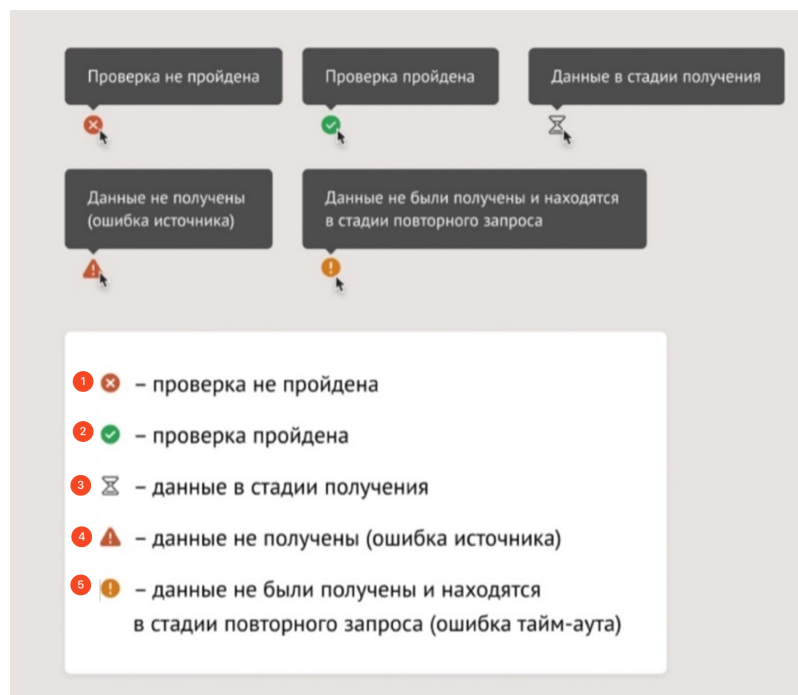 Проверка не пройдена
Проверка пройдена
Данные в стадии получения
Данные не получены
(ошибка источника)
Данные не были получены и находятся
в стадии повторного запроса
1 – проверка не пройдена
2 – проверка пройдена
3 – данные в стадии получения
4 – данные не получены (ошибка источника)
5 – данные не были получены и находятся
в стадии повторного запроса (ошибка тайм-аута)